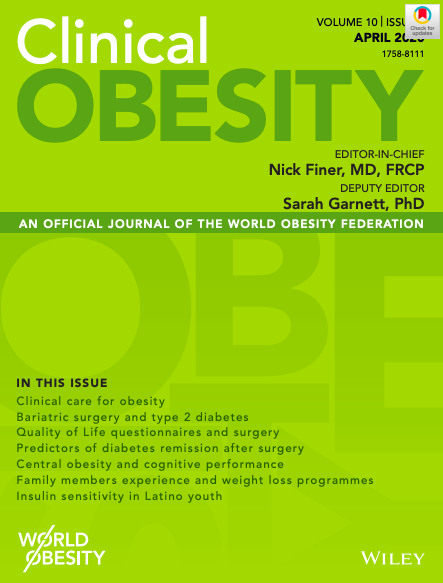 Clinical
OBESITY
VOLUME 10 | ISSU
Check for
updates
APRIL 2020
1758-8111
EDITOR-IN-CHIEF
Nick Finer, MD, FRCP
DEPUTY EDITOR
Sarah Garnett, PhD
AN OFFICIAL JOURNAL OF THE WORLD OBESITY FEDERATION
IN THIS ISSUE
Clinical care for obesity
Bariatric surgery and type 2 diabetes
Quality of Life questionnaires and surgery
Predictors of diabetes remission after surgery
Central obesity and cognitive performance
Family members experience and weight loss programmes
Insulin sensitivity in Latino youth
WORLD
OBESITY
WILEY